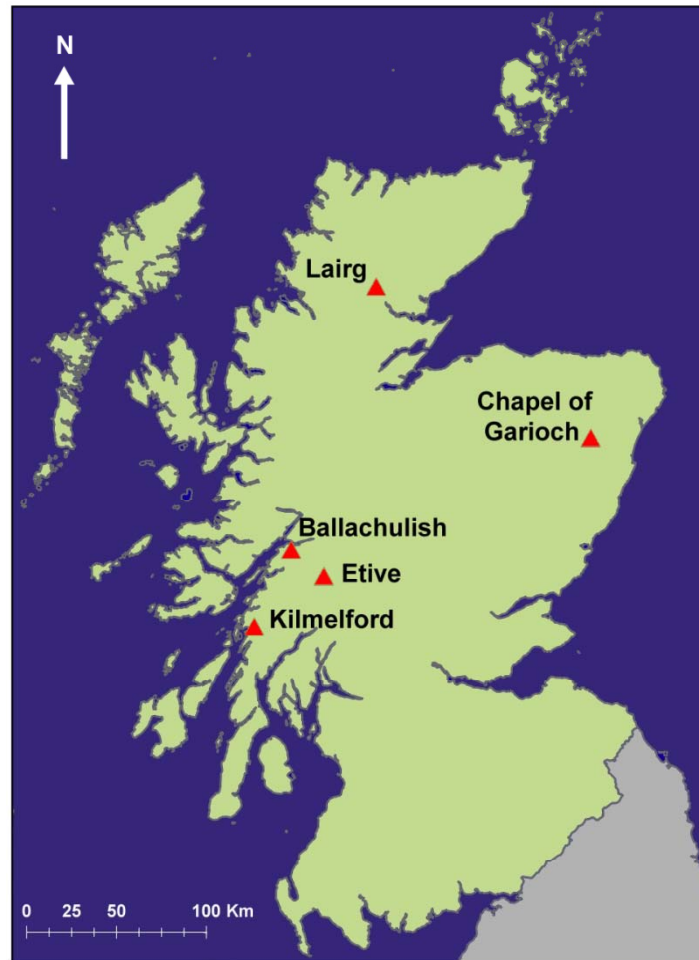 N
Lairg
Chapel of
Garioch
Ballachulish
Etive
Kilmelford
0 25 50 100 Km